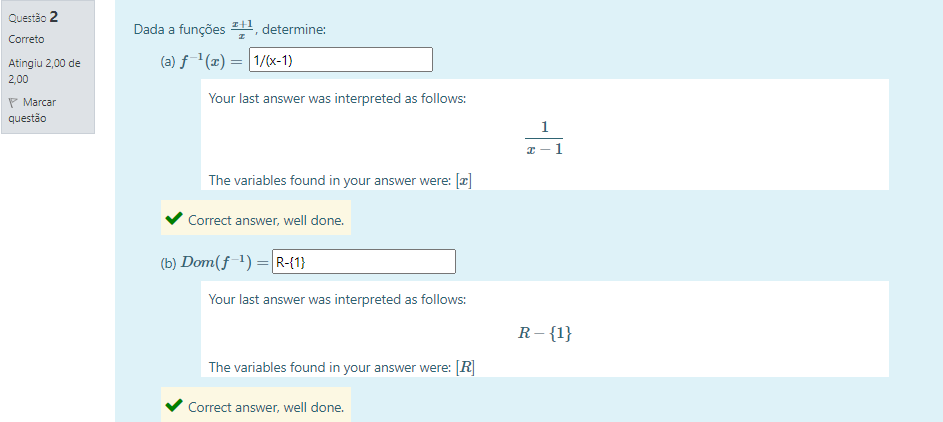 Questão 2
Correto
Atingiu 2,00 de
2,00
Marcar
questão
Dada a funções $\frac{x+1}{x}$, determine:
(a) $f^{-1}(x) =$ 1/(x-1)
Your last answer was interpreted as follows:
$\frac{1}{x-1}$
The variables found in your answer were: $[x]$
Correct answer, well done.
(b) $Dom(f^{-1}) =$ R-{1}
Your last answer was interpreted as follows:
$R - \{1\}$
The variables found in your answer were: $[R]$
Correct answer, well done.